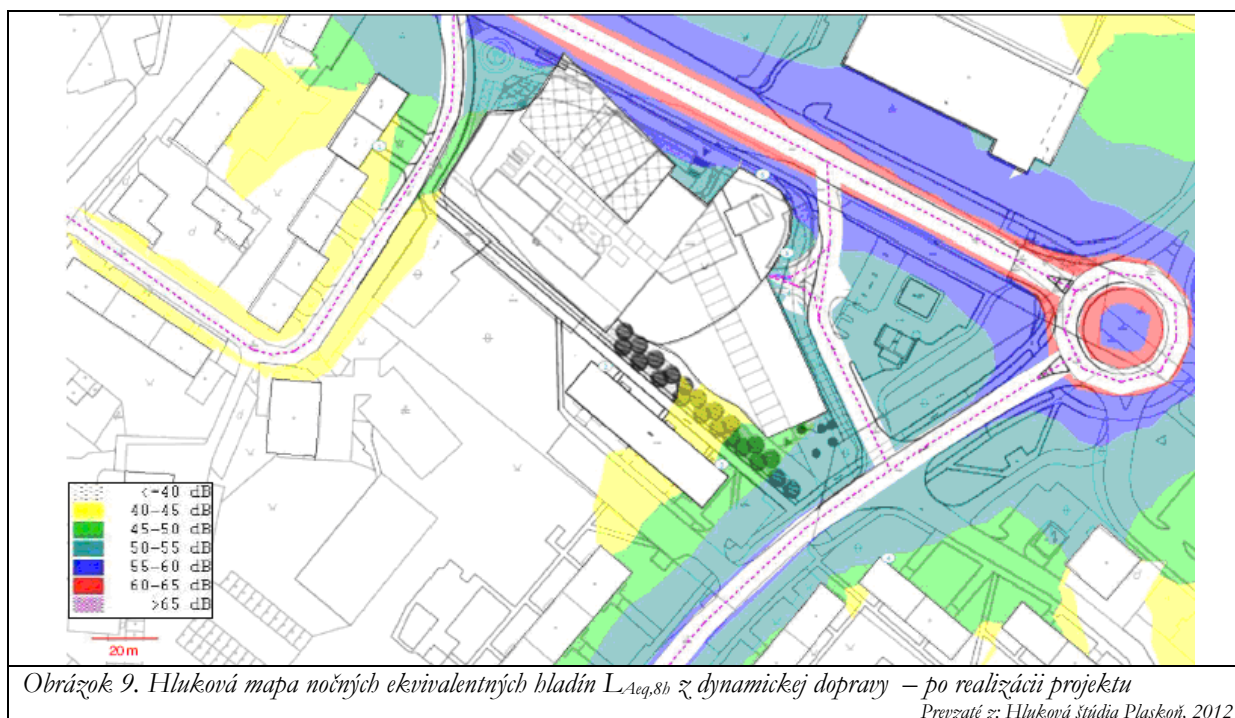 <=40 dB
40-45 dB
45-50 dB
50-55 dB
55-60 dB
60-65 dB
>65 dB
20 m
Obrázok 9. Hluková mapa nočných ekvivalentných hladín LAeq,8h z dynamickej dopravy – po realizácii projektu
Prevzaté z: Hluková štúdia Plaskoň, 2012